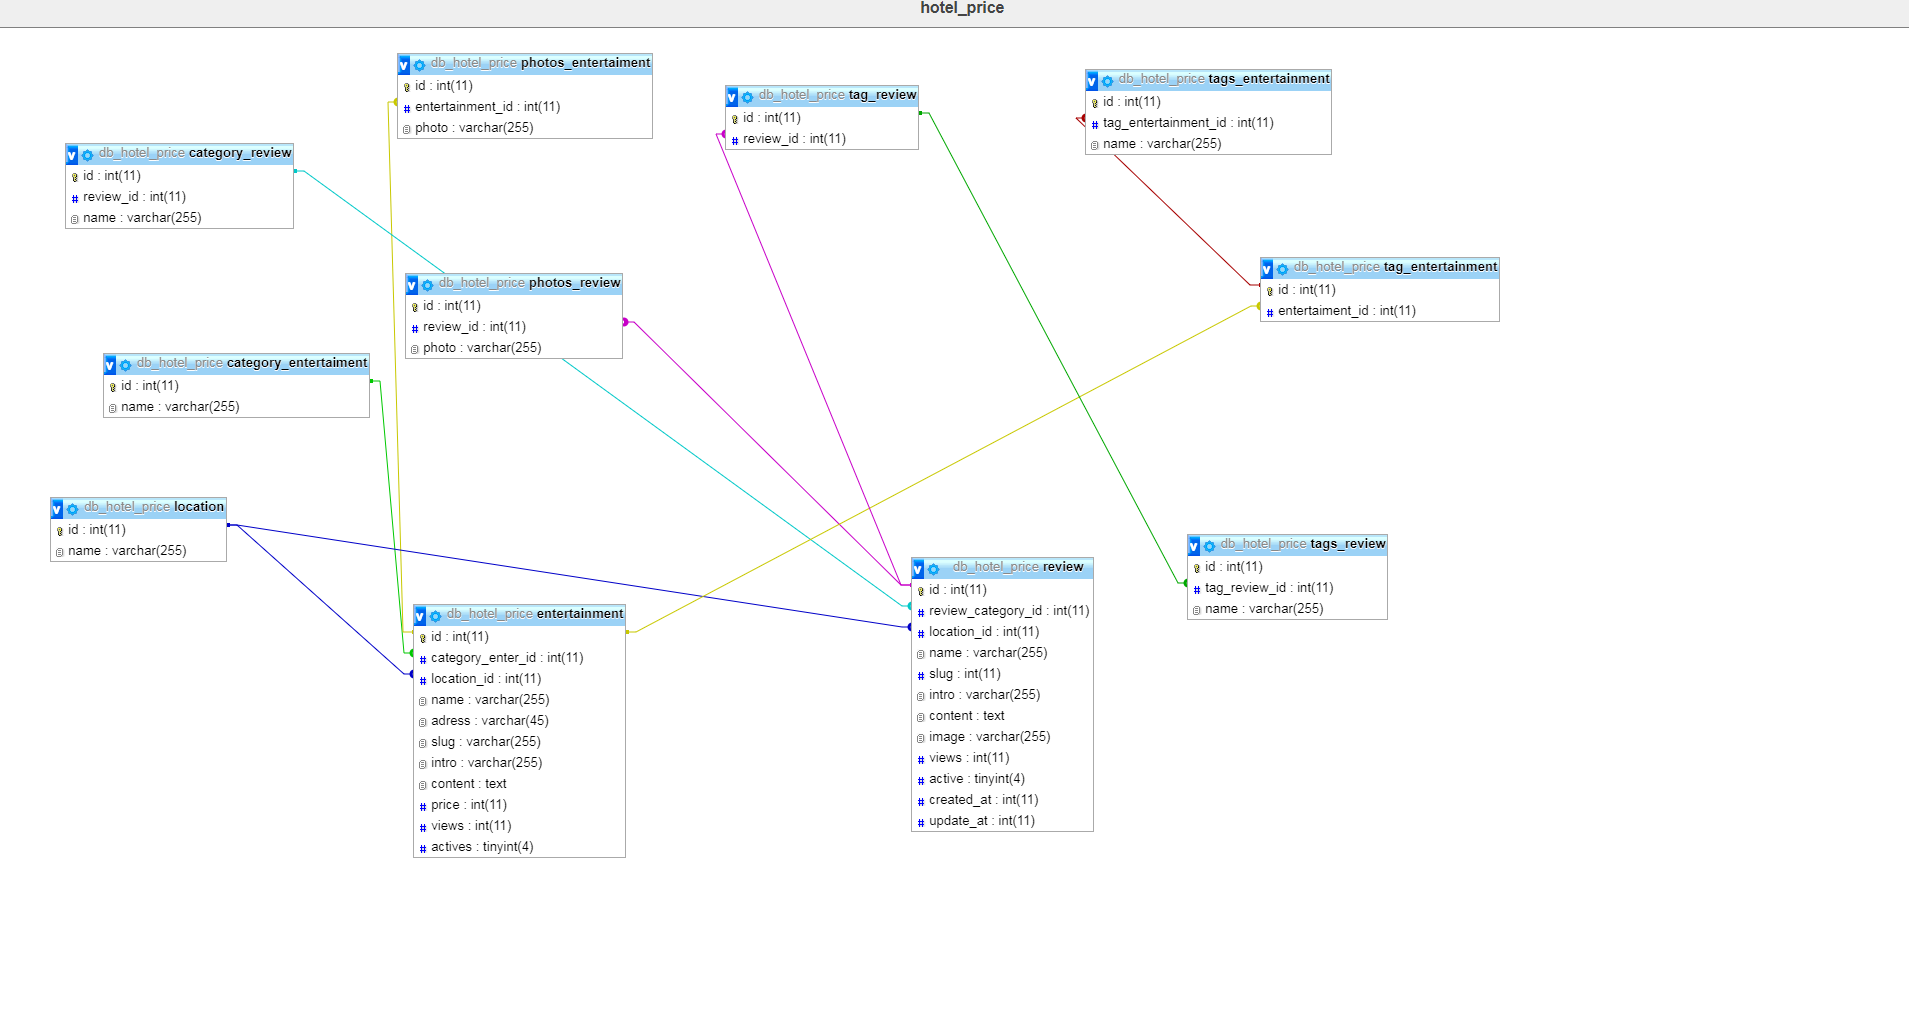 hotel_price
db_hotel_price photos_entertaiment
id : int(11)
entertainment_id : int(11)
photo : varchar(255)
db_hotel_price tag_review
id : int(11)
review_id : int(11)
db_hotel_price tags_entertainment
id : int(11)
tag_entertainment_id : int(11)
name : varchar(255)
db_hotel_price category_review
id : int(11)
review_id : int(11)
name : varchar(255)
db_hotel_price photos_review
id : int(11)
review_id : int(11)
photo : varchar(255)
db_hotel_price tag_entertainment
id : int(11)
entertaiment_id : int(11)
db_hotel_price category_entertaiment
id : int(11)
name : varchar(255)
db_hotel_price location
id : int(11)
name : varchar(255)
db_hotel_price entertainment
id : int(11)
category_enter_id : int(11)
location_id : int(11)
name : varchar(255)
adress : varchar(45)
slug : varchar(255)
intro : varchar(255)
content : text
price : int(11)
views : int(11)
actives : tinyint(4)
db_hotel_price review
id : int(11)
review_category_id : int(11)
location_id : int(11)
name : varchar(255)
slug : int(11)
intro : varchar(255)
content : text
image : varchar(255)
views : int(11)
active : tinyint(4)
created_at : int(11)
update_at : int(11)
db_hotel_price tags_review
id : int(11)
tag_review_id : int(11)
name : varchar(255)